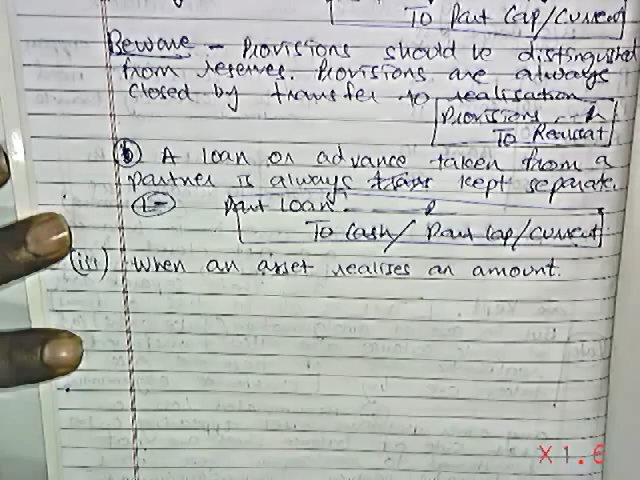 To Part Cap/Current
Beware - Provisions should be distinguished
from reserves. Provisions are always
closed by transfer to realisation
Provisions
To Realisat
(b) A loan or advance taken from a
partner is always kept separate.
Part Loan
To Cash/ Part Cap/Current
(iii) When an asset realises an amount.
X1.6